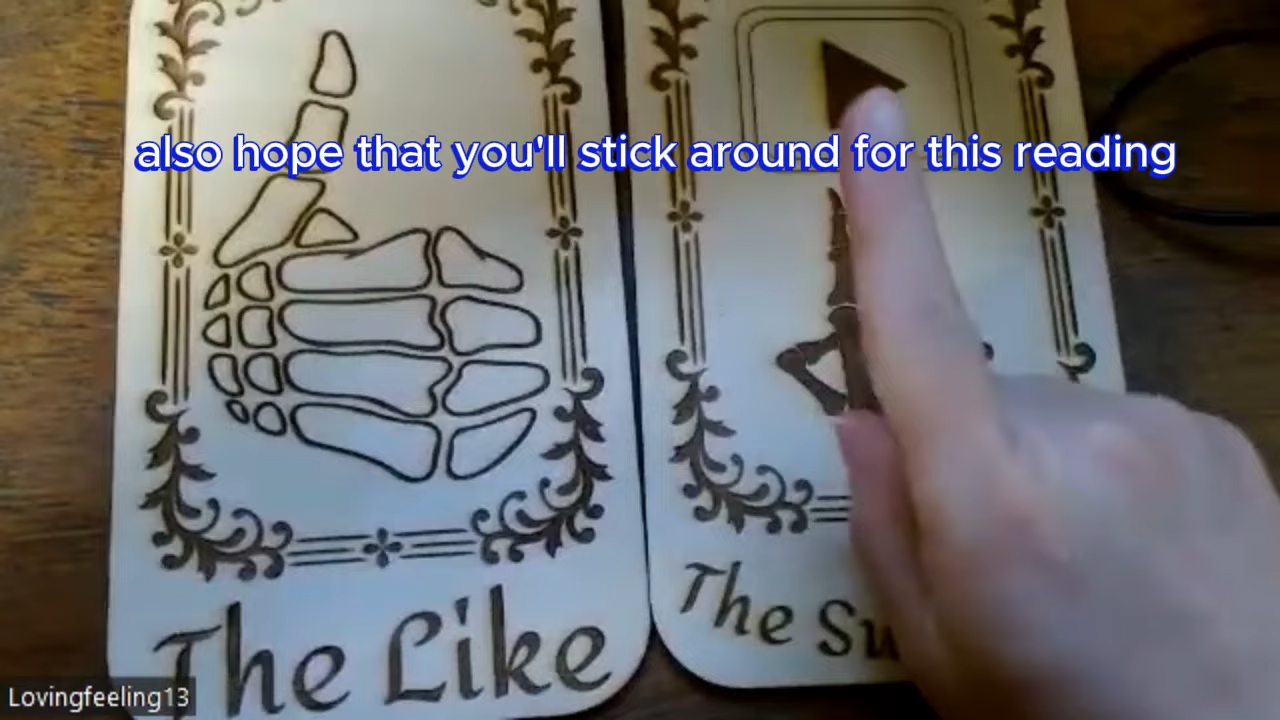 also hope that you'll stick around for this reading
The Like
The Su
Lovingfeeling13